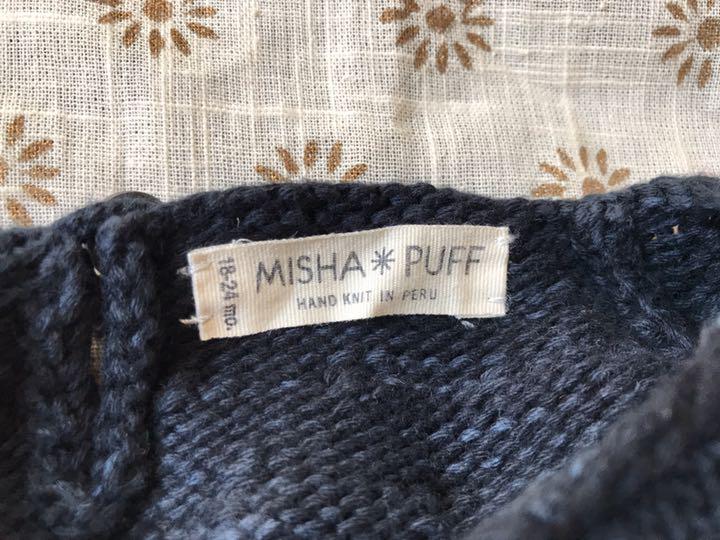 18-24 mo.
MISHA * PUFF
HAND KNIT IN PERU